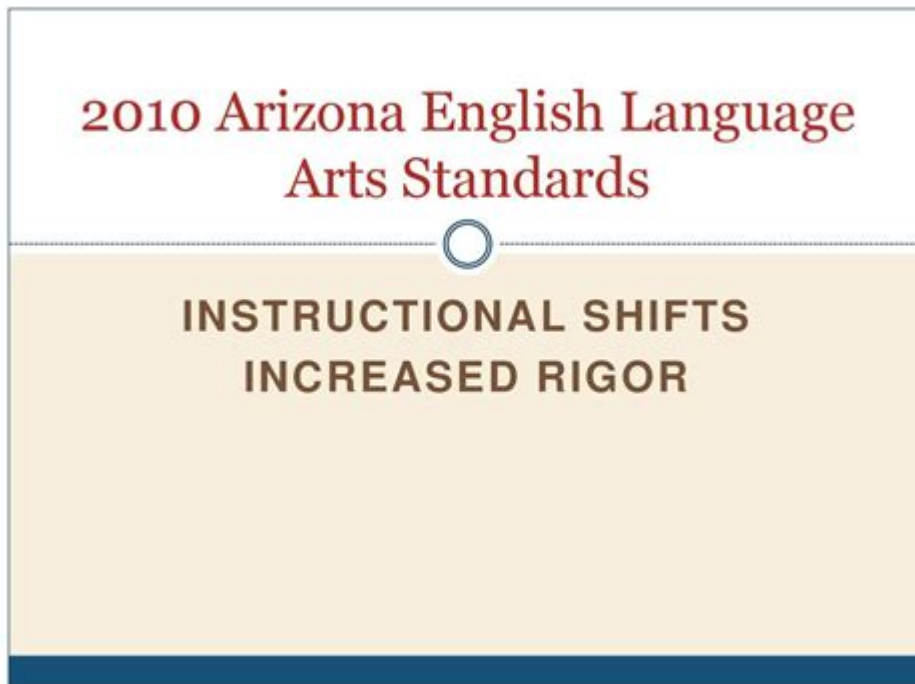 2010 Arizona English Language
Arts Standards
INSTRUCTIONAL SHIFTS
INCREASED RIGOR